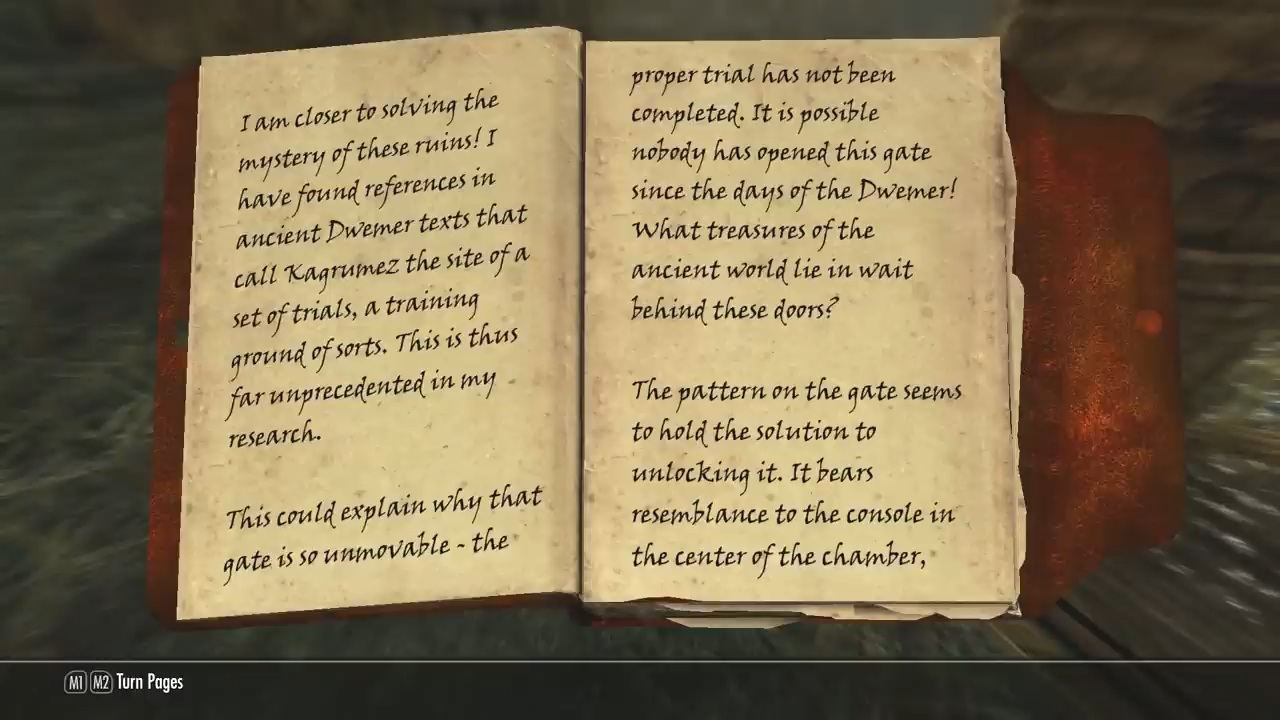 I am closer to solving the
mystery of these ruins! I
have found references in
ancient Dwemer texts that
call Kagrumez the site of a
set of trials, a training
ground of sorts. This is thus
far unprecedented in my
research.
This could explain why that
gate is so unmovable - the
proper trial has not been
completed. It is possible
nobody has opened this gate
since the days of the Dwemer!
What treasures of the
ancient world lie in wait
behind these doors?
The pattern on the gate seems
to hold the solution to
unlocking it. It bears
resemblance to the console in
the center of the chamber,
M1 M2 Turn Pages